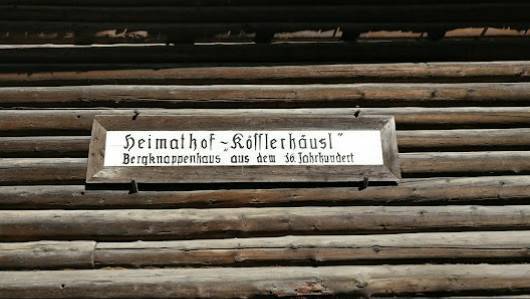 Heimathof ~Kösslerhäusl"
Bergknappenhaus aus dem 16. Jahrhundert